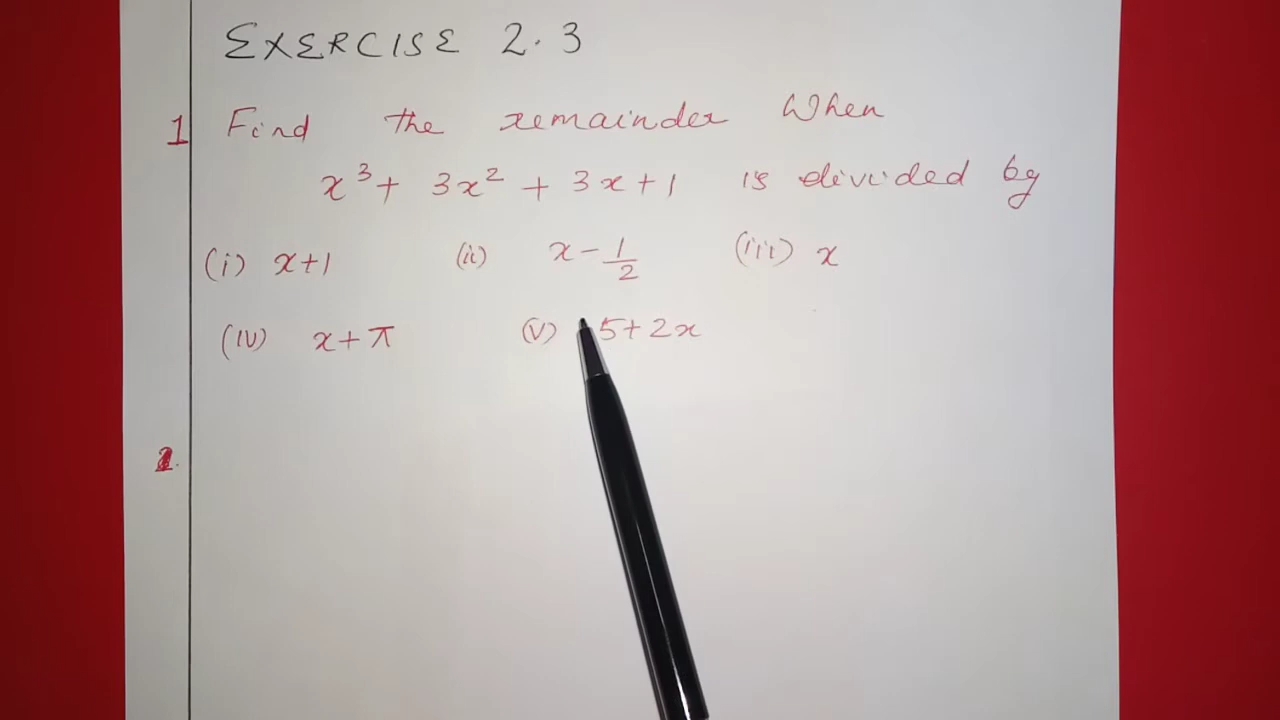 EXERCISE 2.3
1 Find the remainder when
x³ + 3x² + 3x + 1 is divided by
(i) x+1 (ii) x - 1/2 (iii) x
(iv) x + π (v) 5 + 2x
2.